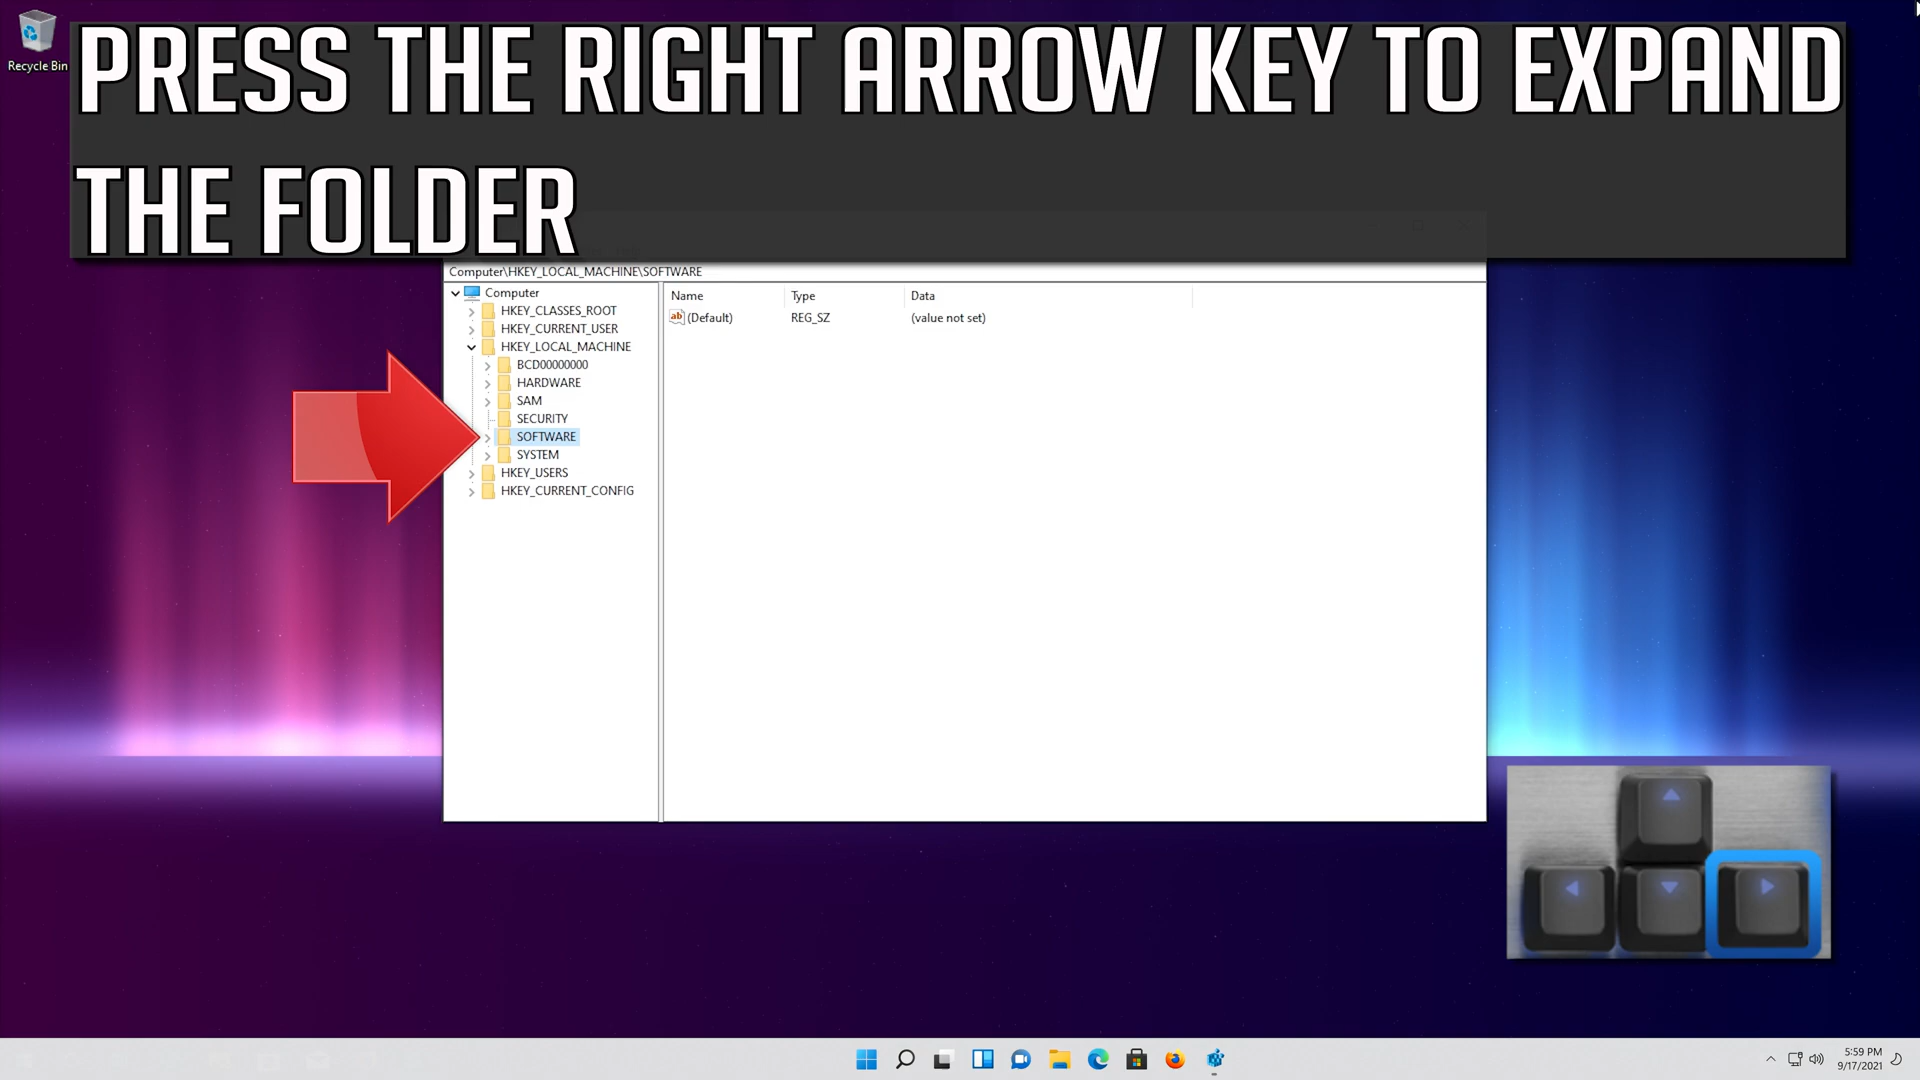 Recycle Bin
PRESS THE RIGHT ARROW KEY TO EXPAND
THE FOLDER
Computer\HKEY_LOCAL_MACHINE\SOFTWARE
Computer
HKEY_CLASSES_ROOT
HKEY_CURRENT_USER
HKEY_LOCAL_MACHINE
BCD00000000
HARDWARE
SAM
SECURITY
SOFTWARE
SYSTEM
HKEY_USERS
HKEY_CURRENT_CONFIG
Name Type Data
ab (Default) REG_SZ (value not set)
5:59 PM
9/17/2021